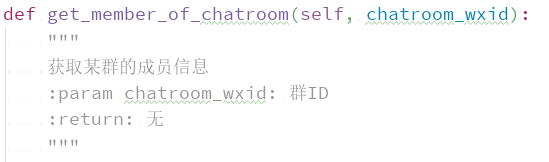 def get_member_of_chatroom(self, chatroom_wxid):
"""
获取某群的成员信息
:param chatroom_wxid: 群ID
:return: 无
"""